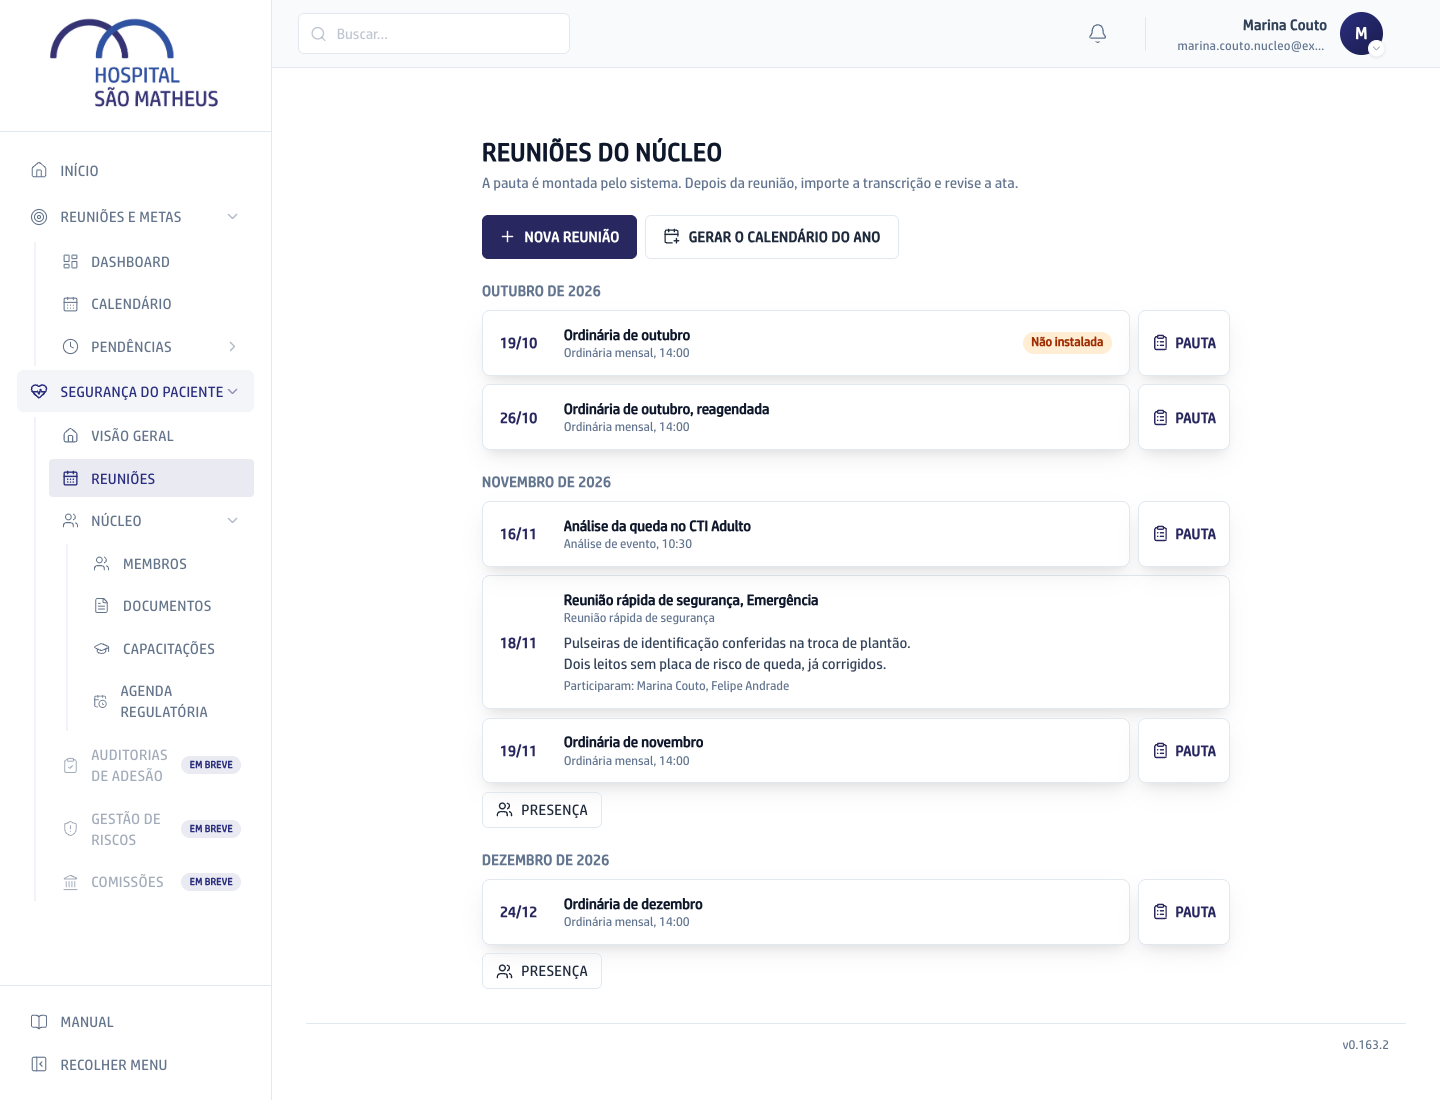 HOSPITAL
SÃO MATHEUS
Buscar...
Marina Couto
marina.couto.nucleo@ex...
M
INÍCIO
REUNIÕES E METAS
DASHBOARD
CALENDÁRIO
PENDÊNCIAS
SEGURANÇA DO PACIENTE
VISÃO GERAL
REUNIÕES
NÚCLEO
MEMBROS
DOCUMENTOS
CAPACITAÇÕES
AGENDA
REGULATÓRIA
AUDITORIAS
DE ADESÃO
EM BREVE
GESTÃO DE
RISCOS
EM BREVE
COMISSÕES
EM BREVE
MANUAL
RECOLHER MENU
REUNIÕES DO NÚCLEO
A pauta é montada pelo sistema. Depois da reunião, importe a transcrição e revise a ata.
NOVA REUNIÃO
GERAR O CALENDÁRIO DO ANO
OUTUBRO DE 2026
19/10
Ordinária de outubro
Ordinária mensal, 14:00
Não instalada
PAUTA
26/10
Ordinária de outubro, reagendada
Ordinária mensal, 14:00
PAUTA
NOVEMBRO DE 2026
16/11
Análise da queda no CTI Adulto
Análise de evento, 10:30
PAUTA
18/11
Reunião rápida de segurança, Emergência
Reunião rápida de segurança
Pulseiras de identificação conferidas na troca de plantão.
Dois leitos sem placa de risco de queda, já corrigidos.
Participaram: Marina Couto, Felipe Andrade
19/11
Ordinária de novembro
Ordinária mensal, 14:00
PAUTA
PRESENÇA
DEZEMBRO DE 2026
24/12
Ordinária de dezembro
Ordinária mensal, 14:00
PAUTA
PRESENÇA
v0.163.2